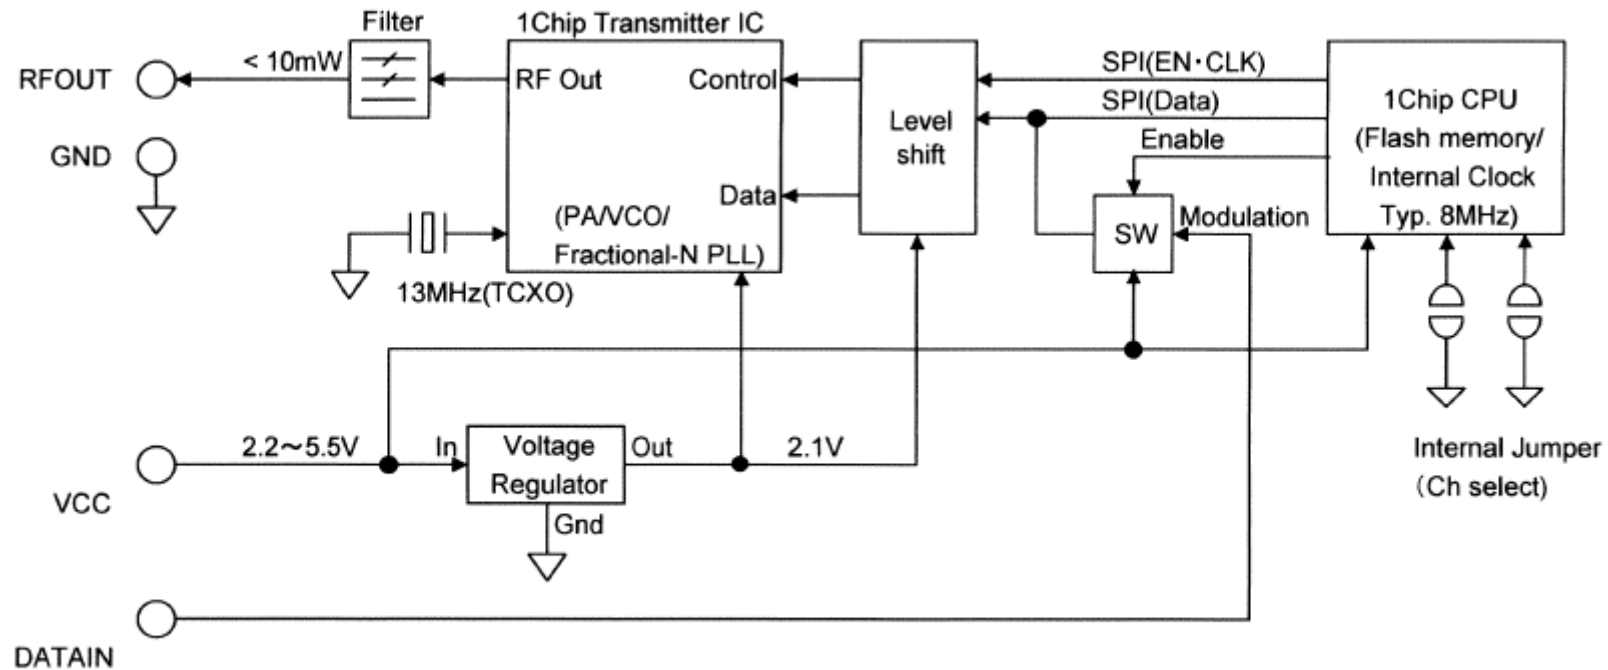 Filter
1Chip Transmitter IC
RFOUT
< 10mW
RF Out
Control
SPI(EN・CLK)
SPI(Data)
1Chip CPU
(Flash memory/
Internal Clock
Typ. 8MHz)
Level
shift
Enable
GND
Data
(PA/VCO/
Fractional-N PLL)
SW
Modulation
13MHz(TCXO)
2.2～5.5V
In
Voltage
Regulator
Out
2.1V
Internal Jumper
(Ch select)
VCC
Gnd
DATAIN